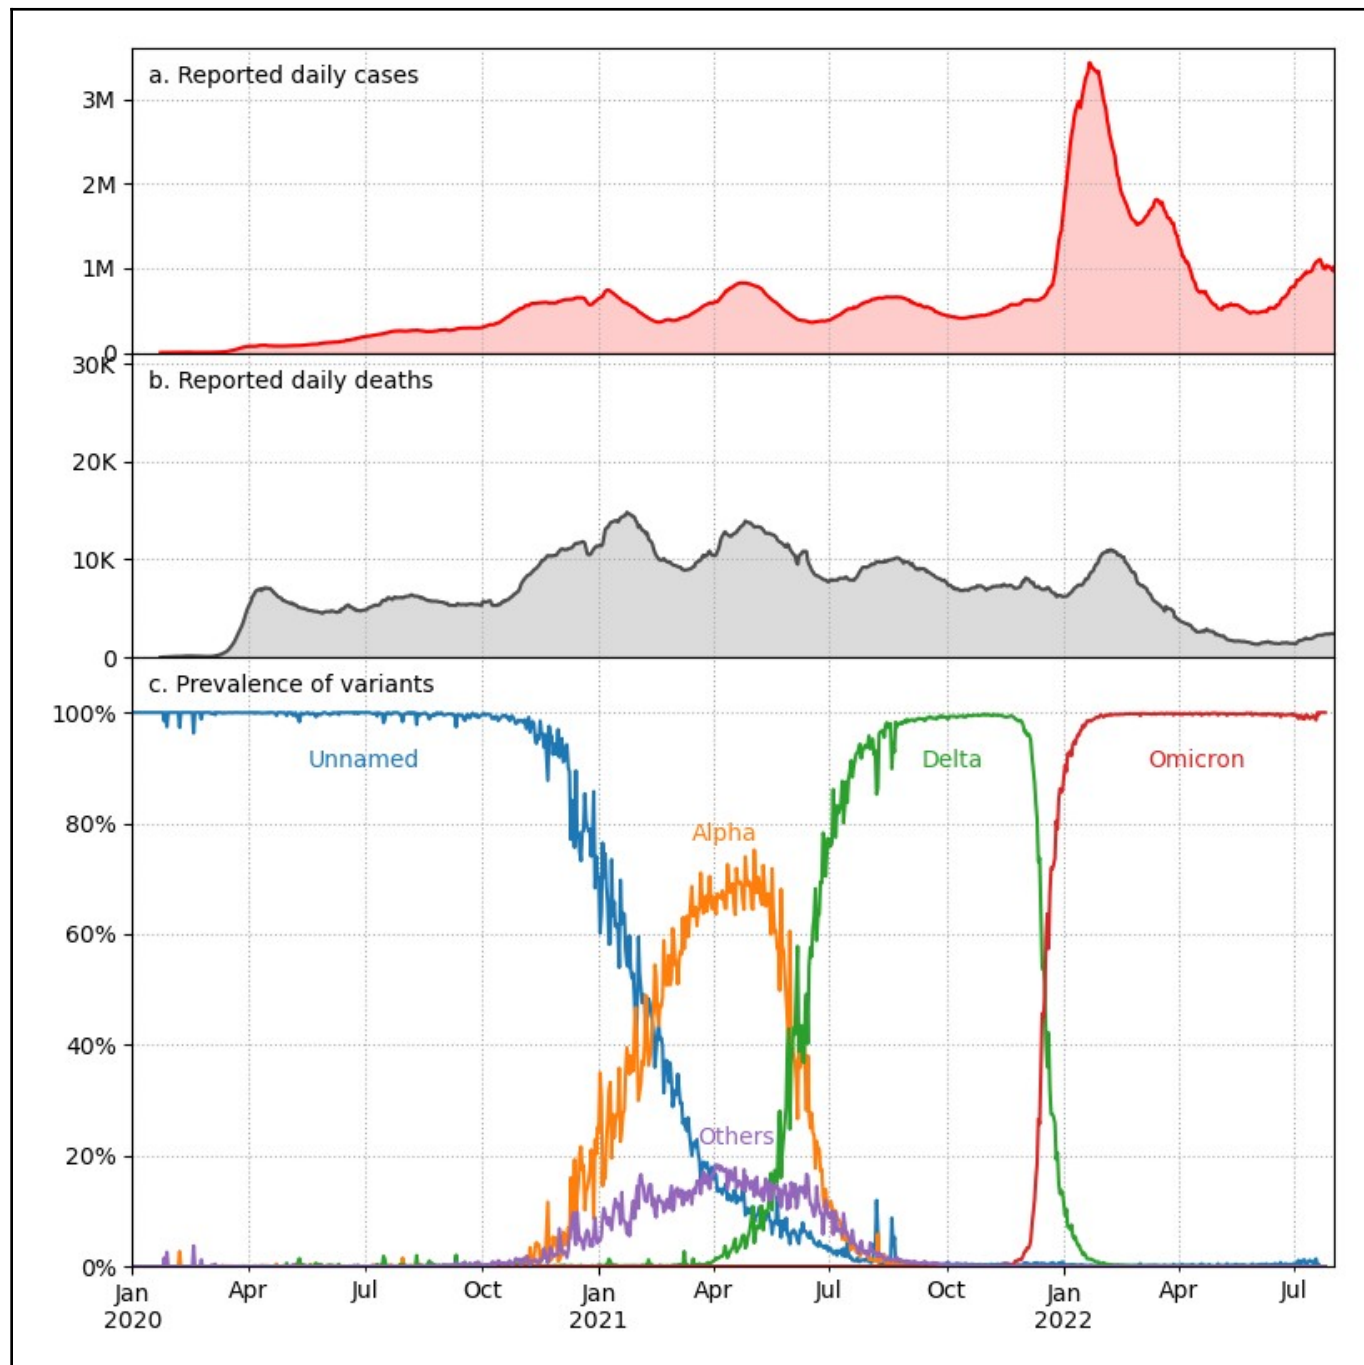 a. Reported daily cases
3M
2M
1M
0
30K
b. Reported daily deaths
20K
10K
0
c. Prevalence of variants
100%
Unnamed
Delta
Omicron
80%
Alpha
60%
40%
Others
20%
0%
Jan Apr Jul Oct Jan Apr Jul Oct Jan Apr Jul
2020 2021 2022